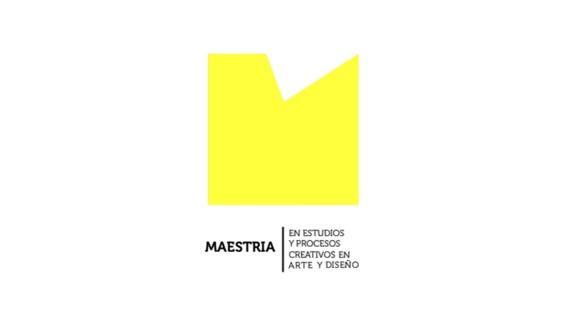 MAESTRIA
EN ESTUDIOS
Y PROCESOS
CREATIVOS EN
ARTE Y DISEÑO